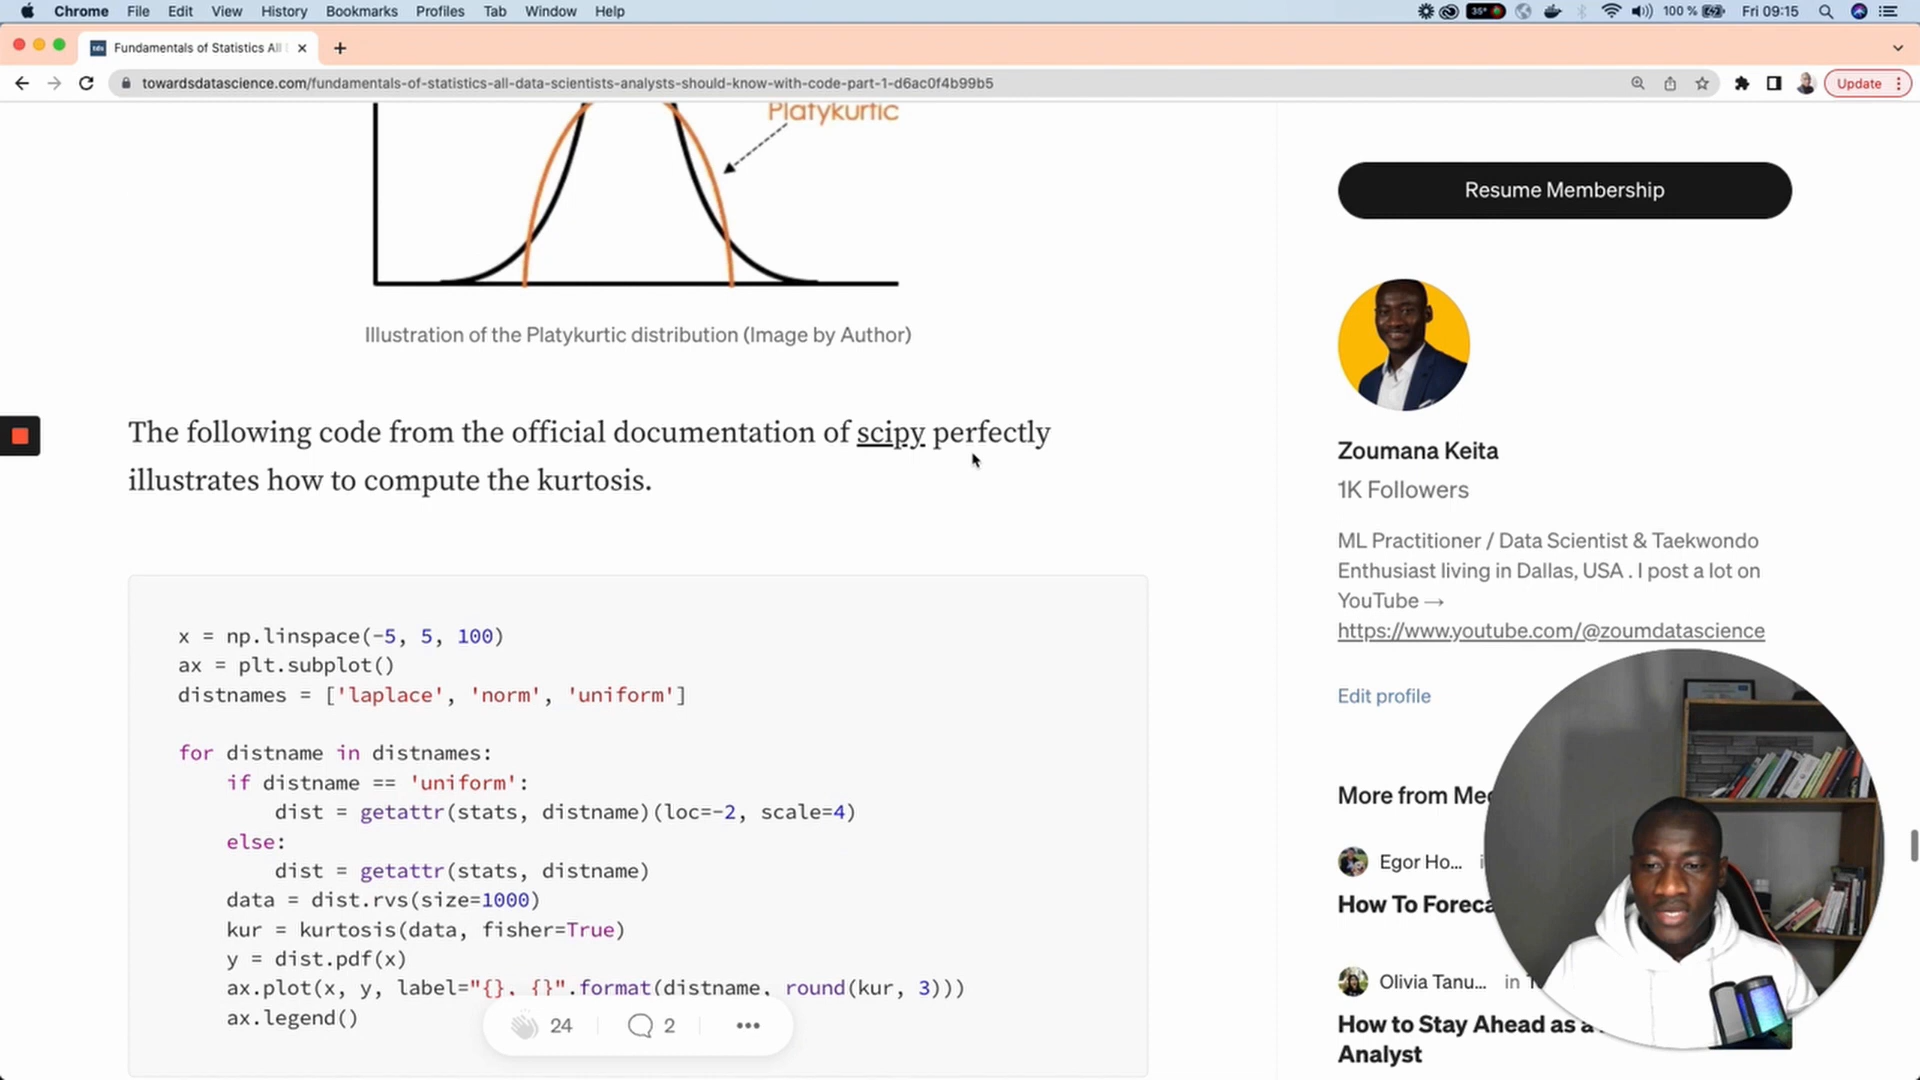 Chrome File Edit View History Bookmarks Profiles Tab Window Help
35° 100 % Fri 09:15
tds Fundamentals of Statistics All
towardsdatascience.com/fundamentals-of-statistics-all-data-scientists-analysts-should-know-with-code-part-1-d6ac0f4b99b5
Update
Platykurtic
Illustration of the Platykurtic distribution (Image by Author)
The following code from the official documentation of scipy perfectly
illustrates how to compute the kurtosis.
x = np.linspace(-5, 5, 100)
ax = plt.subplot()
distnames = ['laplace', 'norm', 'uniform']
for distname in distnames:
if distname == 'uniform':
dist = getattr(stats, distname)(loc=-2, scale=4)
else:
dist = getattr(stats, distname)
data = dist.rvs(size=1000)
kur = kurtosis(data, fisher=True)
y = dist.pdf(x)
ax.plot(x, y, label="{}, {}".format(distname, round(kur, 3)))
ax.legend()
24 2
Resume Membership
Zoumana Keita
1K Followers
ML Practitioner / Data Scientist & Taekwondo
Enthusiast living in Dallas, USA . I post a lot on
YouTube →
https://www.youtube.com/@zoumdatascience
Edit profile
More from Me
Egor Ho...
How To Foreca
Olivia Tanu... in
How to Stay Ahead as a
Analyst